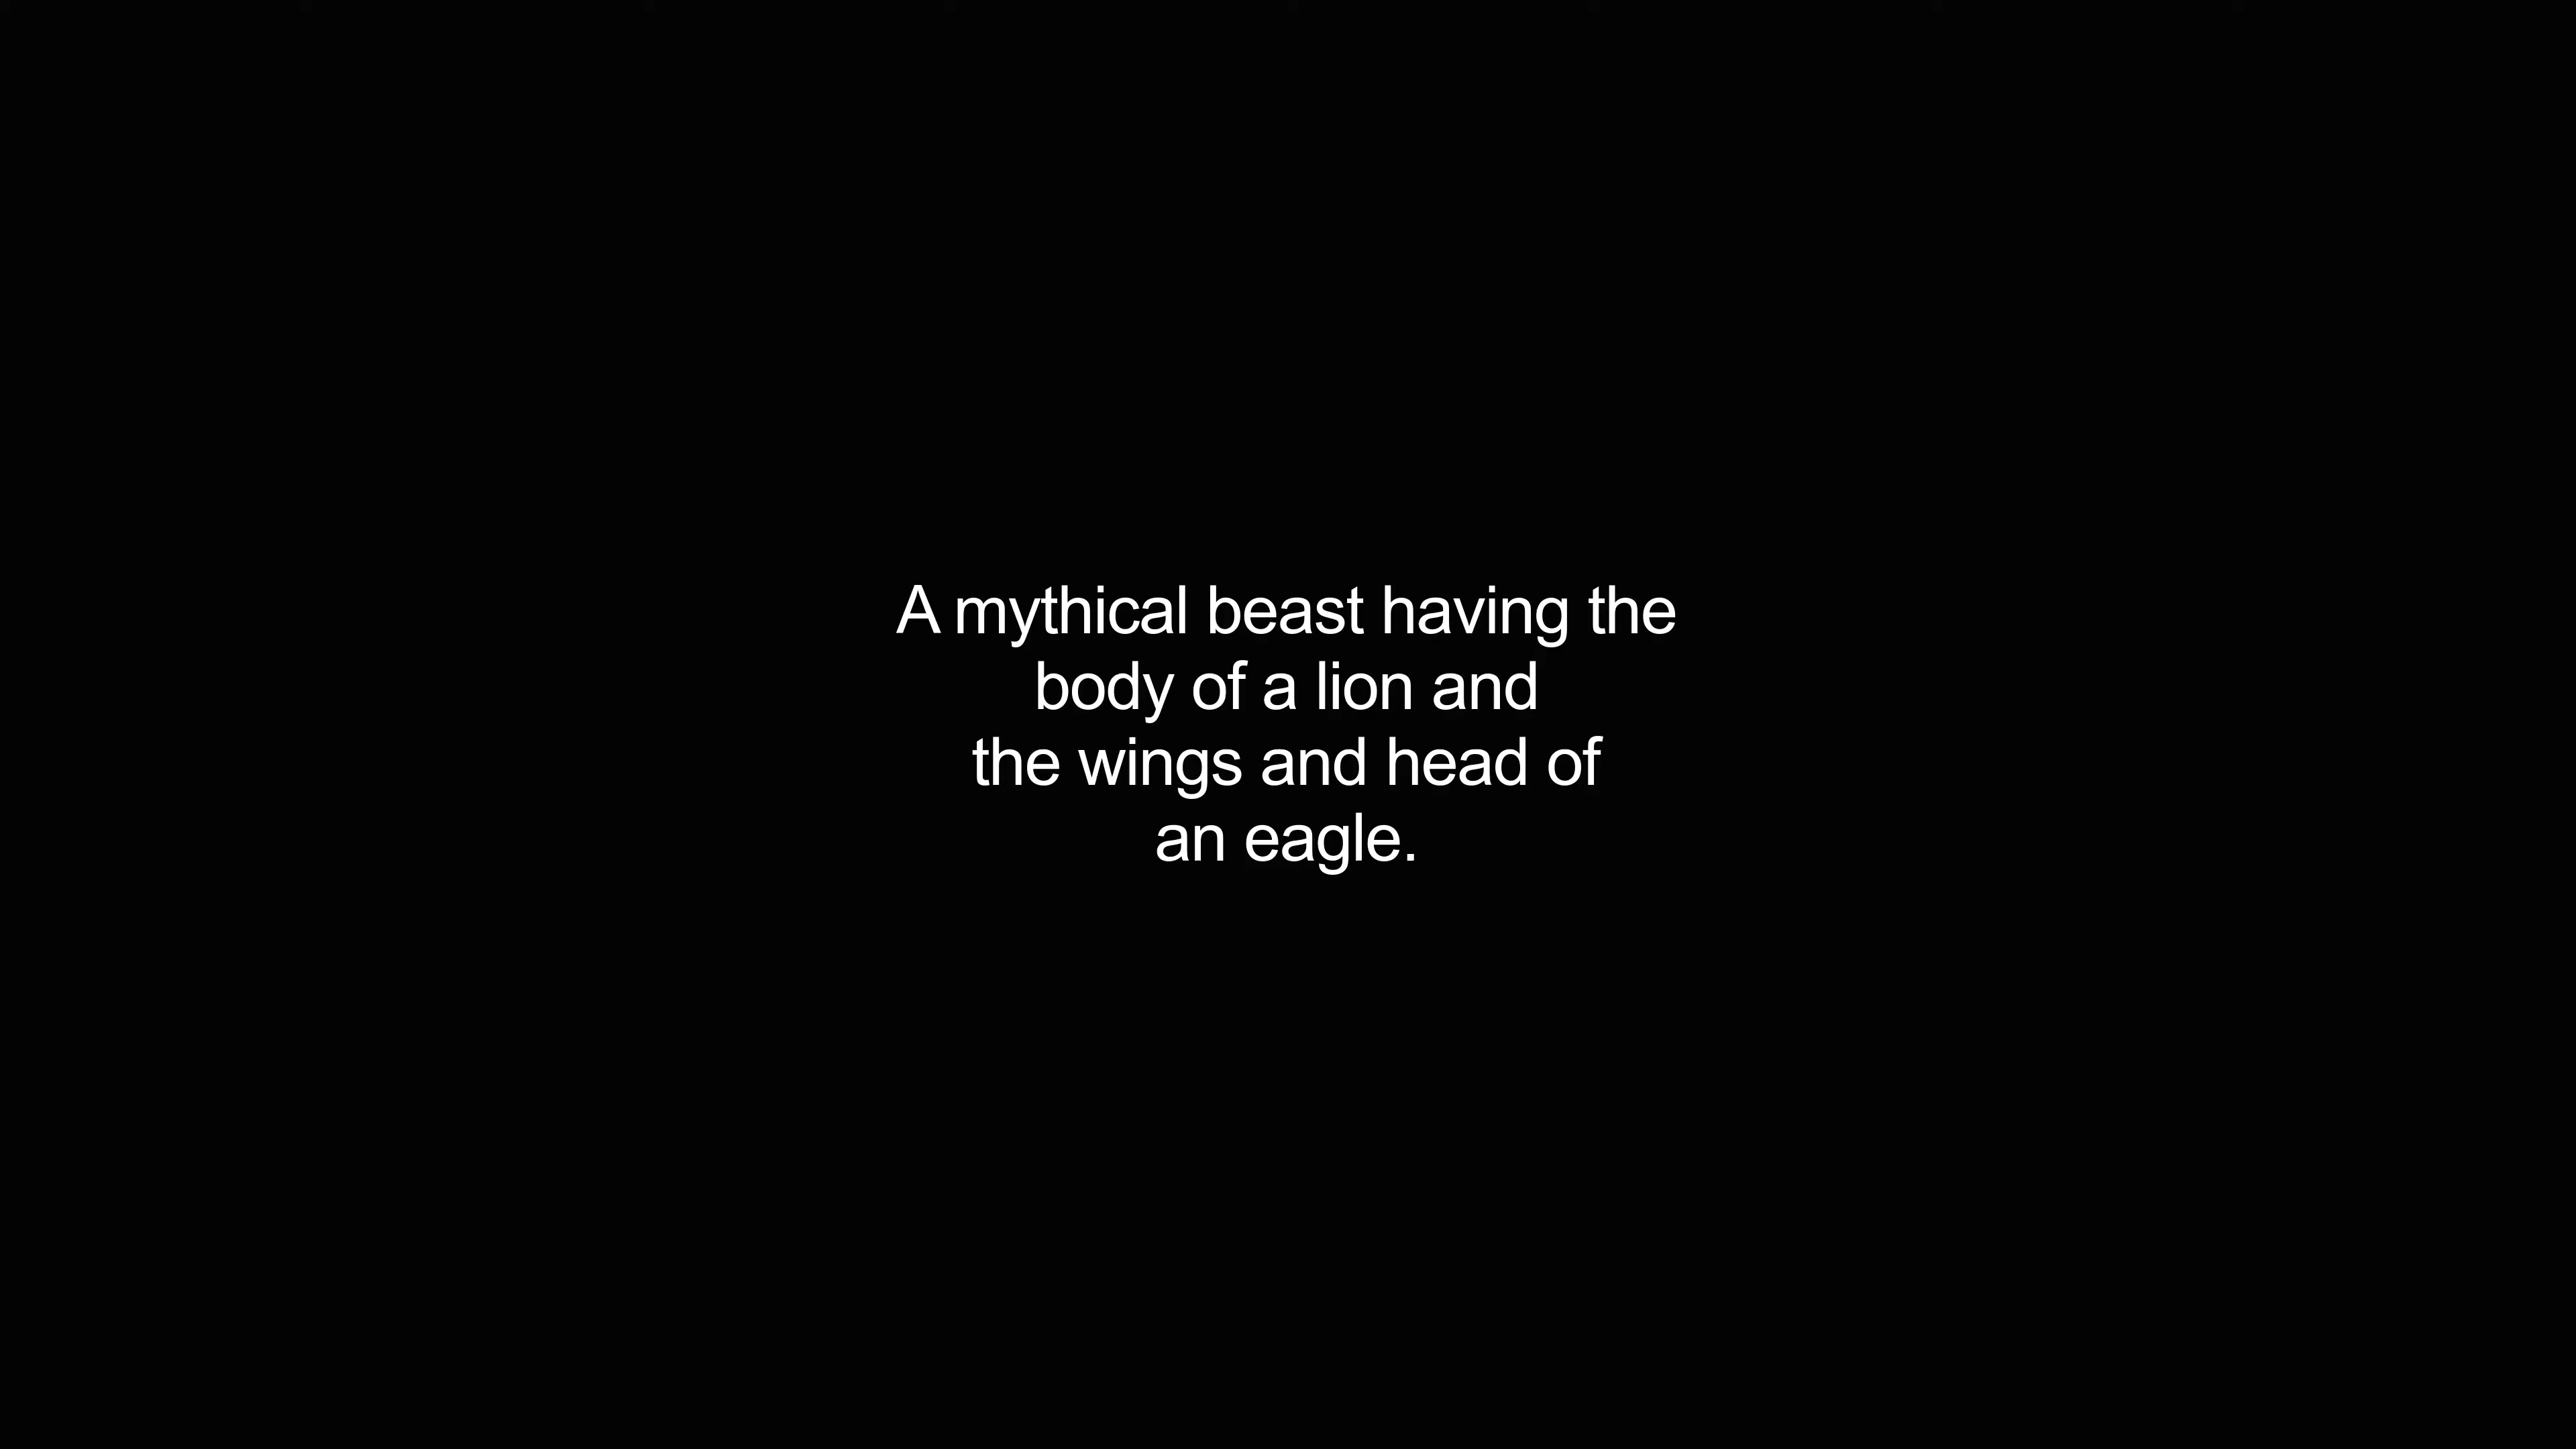 A mythical beast having the
body of a lion and
the wings and head of
an eagle.